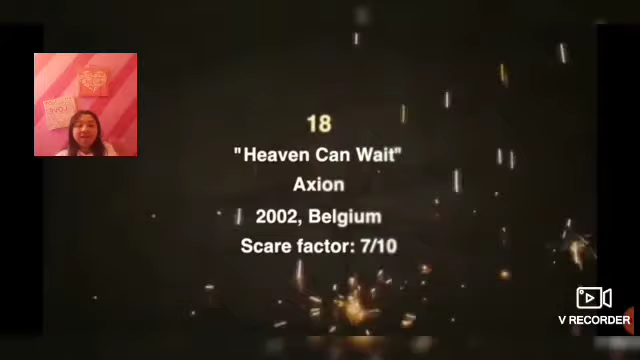 18
"Heaven Can Wait"
Axion
2002, Belgium
Scare factor: 7/10
V RECORDER